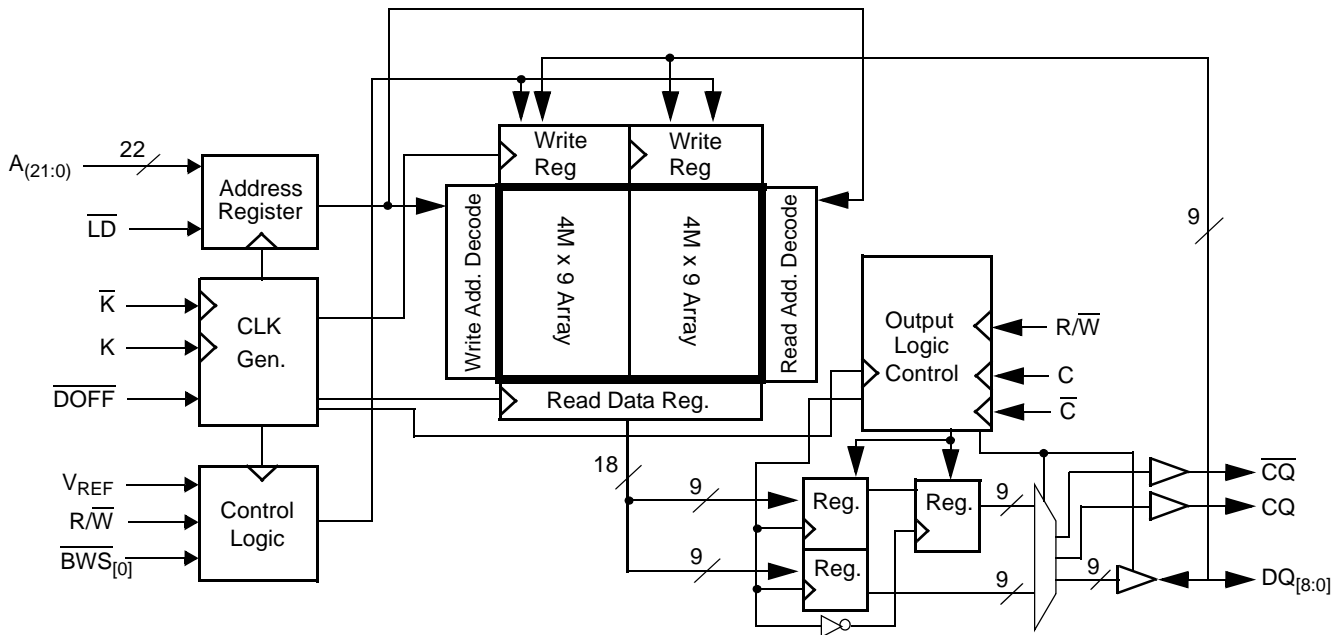 A(21:0)
22
LD
Address
Register
K
K
DOFF
CLK
Gen.
VREF
R/W
BWS[0]
Control
Logic
Write
Reg
Write
Reg
Write Add. Decode
4M x 9 Array
4M x 9 Array
Read Add. Decode
Read Data Reg.
Output
Logic
Control
R/W
C
C
9
18
9
9
Reg.
Reg.
Reg.
9
9
9
CQ
CQ
DQ[8:0]